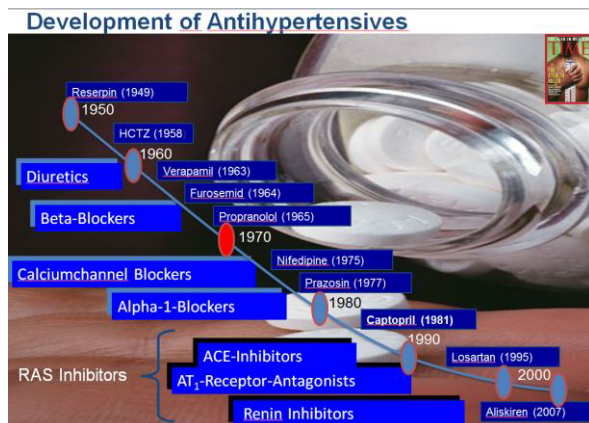 Development of Antihypertensives
TIME
Reserpin (1949)
1950
HCTZ (1958)
1960
Verapamil (1963)
Diuretics
Furosemid (1964)
Beta-Blockers
Propranolol (1965)
1970
Nifedipine (1975)
Calciumchannel Blockers
Prazosin (1977)
Alpha-1-Blockers
1980
Captopril (1981)
1990
ACE-Inhibitors
Losartan (1995)
RAS Inhibitors
AT₁-Receptor-Antagonists
2000
Renin Inhibitors
Aliskiren (2007)